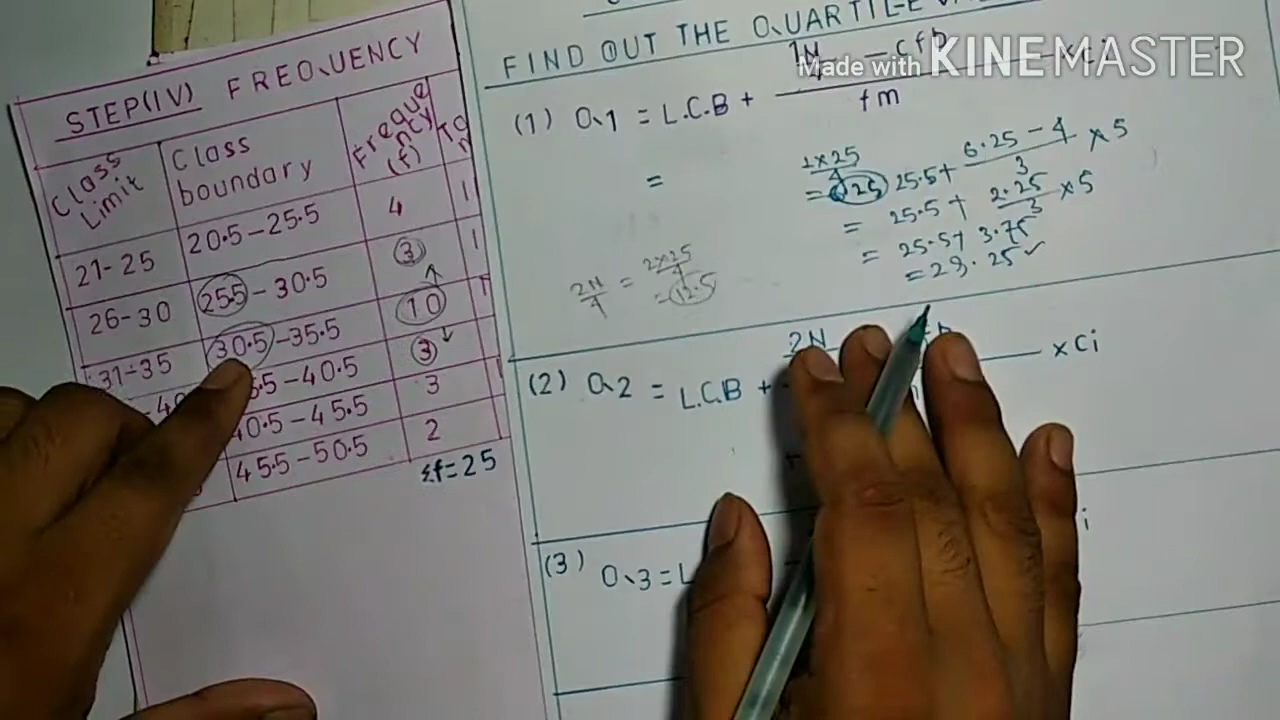 STEP(IV) FREQUENCY
Class Limit
Class boundary
Frequency (f)
21-25
20.5-25.5
4
1
26-30
25.5-30.5
3
1
31-35
30.5-35.5
10
5-40.5
3
40.5-45.5
3
45.5-50.5
2
Σf=25
FIND OUT THE QUARTILE
Made with KINEMASTER
(1) Q1 = L.C.B + 1N - cfb × ci
fm
=
1×25
4
= 6.25 25.5+ 6.25-4 ×5
3
= 25.5+ 2.25 ×5
3
= 25.5+ 3.75
= 29.25 ✓
2N = 2×25
4 4
= 12.5
(2) Q2 = L.C.B + 2N × Ci
(3) Q3 = L
i